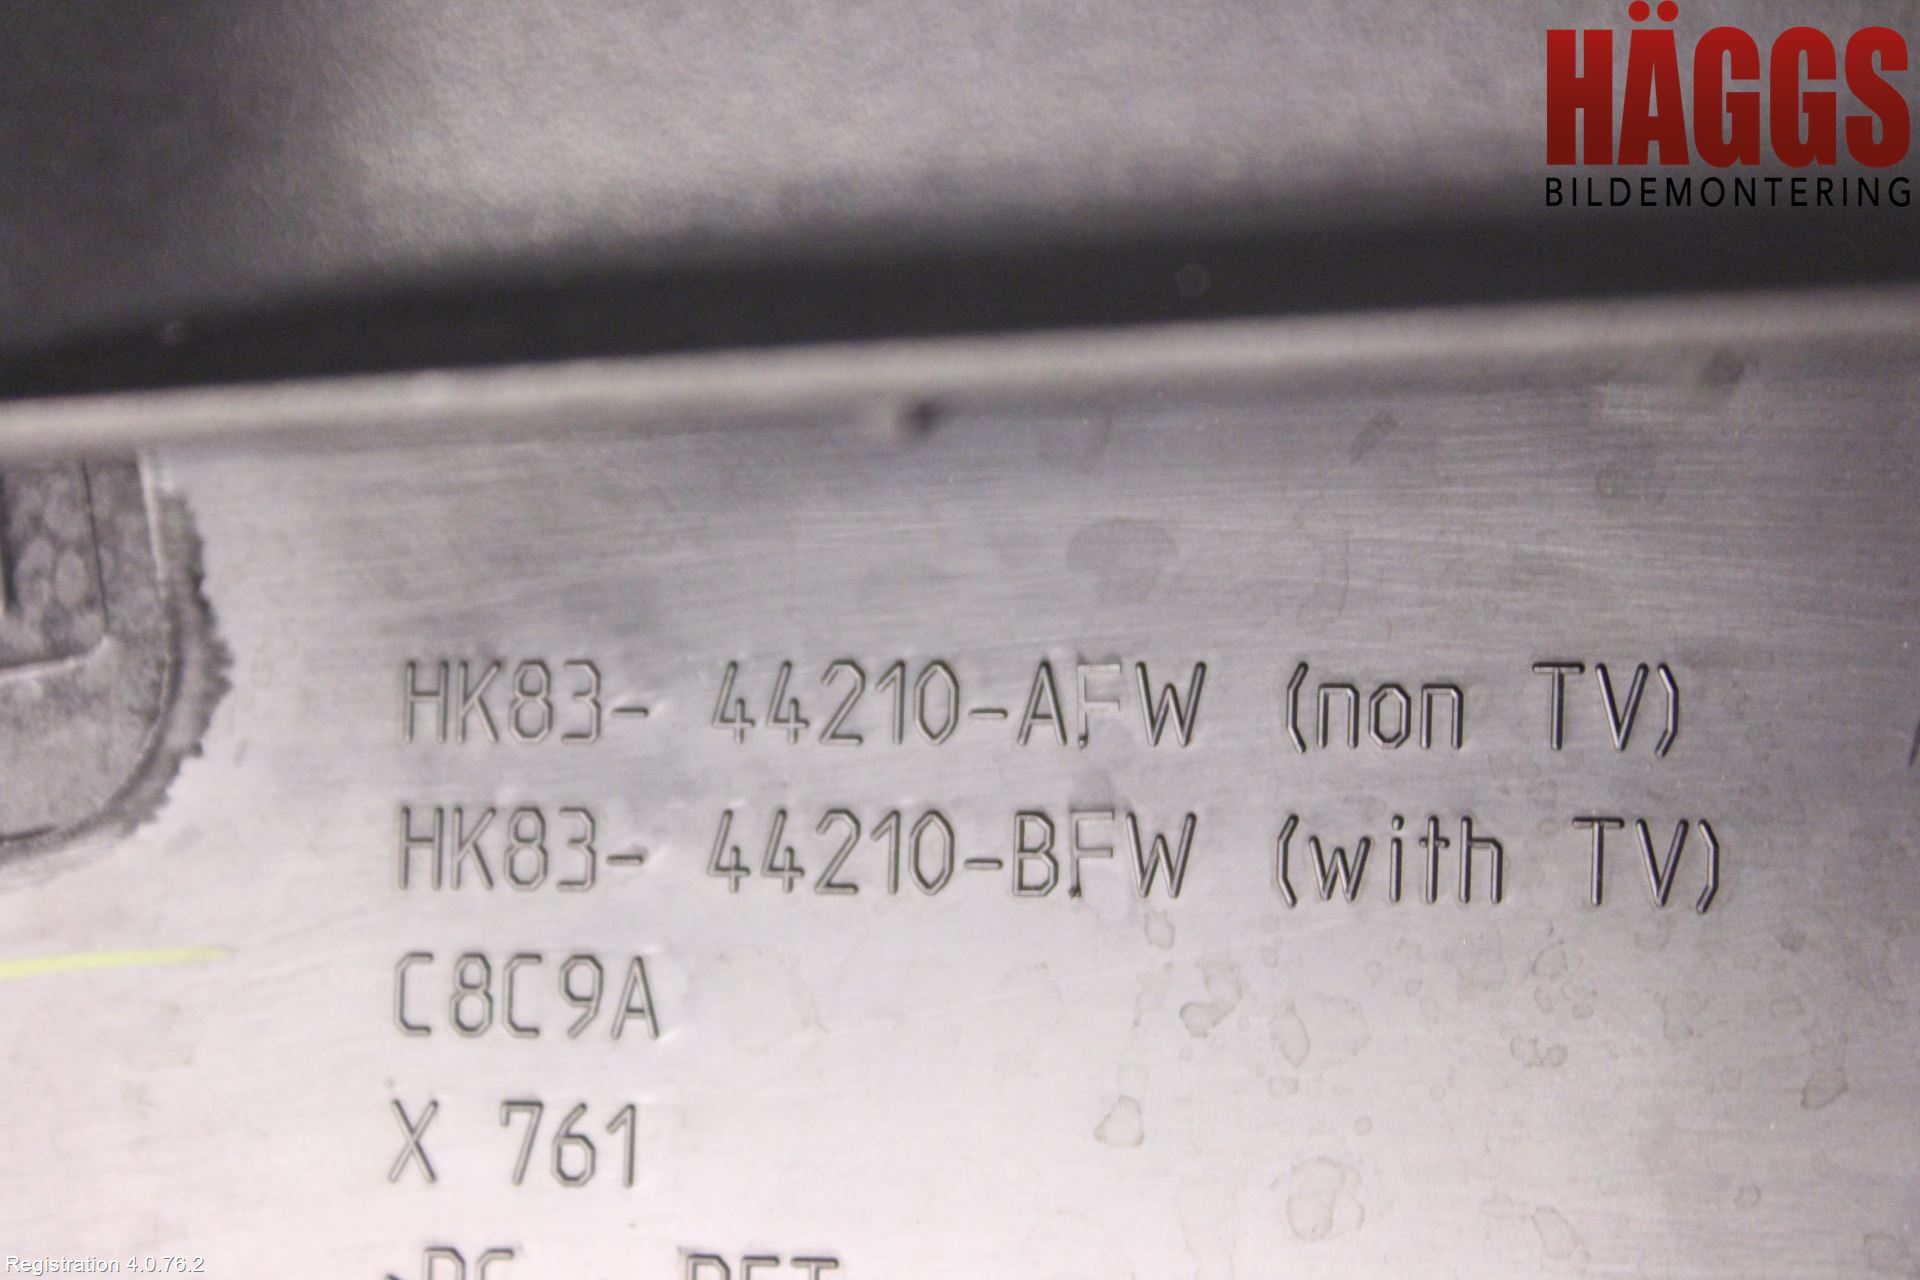 HÄGGS
BILDEMONTERING
HK83- 44210-AFW (non TV)
HK83- 44210-BFW (with TV)
C8C9A
X 761
Registration 4.0.76.2